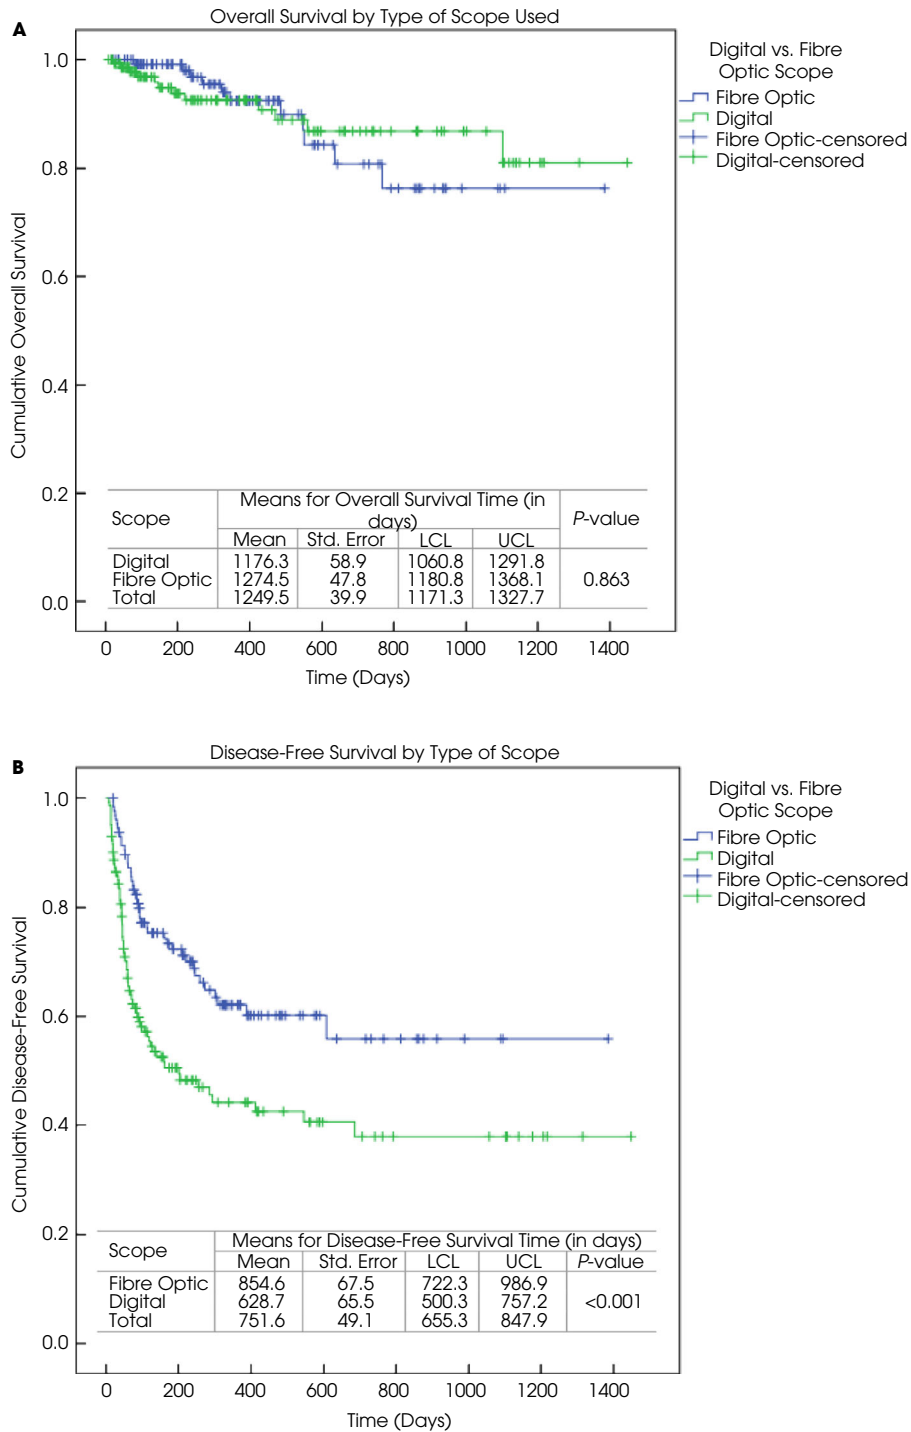 A
Overall Survival by Type of Scope Used
Cumulative Overall Survival
1.0
0.8
0.6
0.4
0.2
0.0
Digital vs. Fibre
Optic Scope
Fibre Optic
Digital
Fibre Optic-censored
Digital-censored
Scope Means for Overall Survival Time (in days) P-value
Mean Std. Error LCL UCL
Digital 1176.3 58.9 1060.8 1291.8
Fibre Optic 1274.5 47.8 1180.8 1368.1 0.863
Total 1249.5 39.9 1171.3 1327.7
0 200 400 600 800 1000 1200 1400
Time (Days)
B
Disease-Free Survival by Type of Scope
Cumulative Disease-Free Survival
1.0
0.8
0.6
0.4
0.2
0.0
Digital vs. Fibre
Optic Scope
Fibre Optic
Digital
Fibre Optic-censored
Digital-censored
Scope Means for Disease-Free Survival Time (in days)
Mean Std. Error LCL UCL P-value
Fibre Optic 854.6 67.5 722.3 986.9
Digital 628.7 65.5 500.3 757.2 <0.001
Total 751.6 49.1 655.3 847.9
0 200 400 600 800 1000 1200 1400
Time (Days)